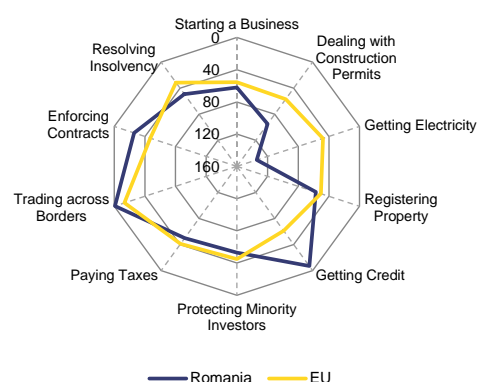 Starting a Business
0
40
80
120
160
Dealing with
Construction
Permits
Getting Electricity
Registering
Property
Getting Credit
Protecting Minority
Investors
Paying Taxes
Trading across
Borders
Enforcing
Contracts
Resolving
Insolvency
Romania
EU